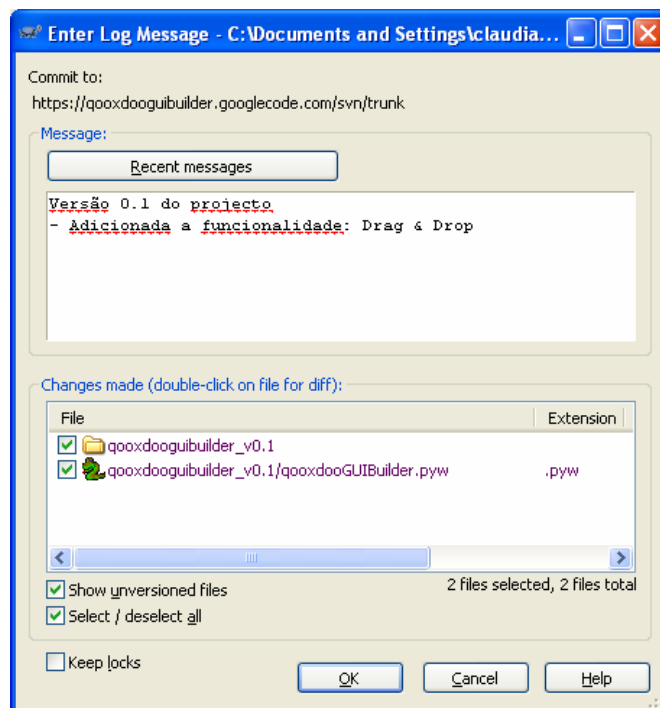 Enter Log Message - C:\Documents and Settings\claudia...
Commit to:
https://qooxdooguibuilder.googlecode.com/svn/trunk
Message:
Recent messages
Versão 0.1 do projecto
- Adicionada a funcionalidade: Drag & Drop
Changes made (double-click on file for diff):
File Extension
qooxdooguibuilder_v0.1
qooxdooguibuilder_v0.1/qooxdooGUIBuilder.pyw .pyw
Show unversioned files 2 files selected, 2 files total
Select / deselect all
Keep locks
OK Cancel Help